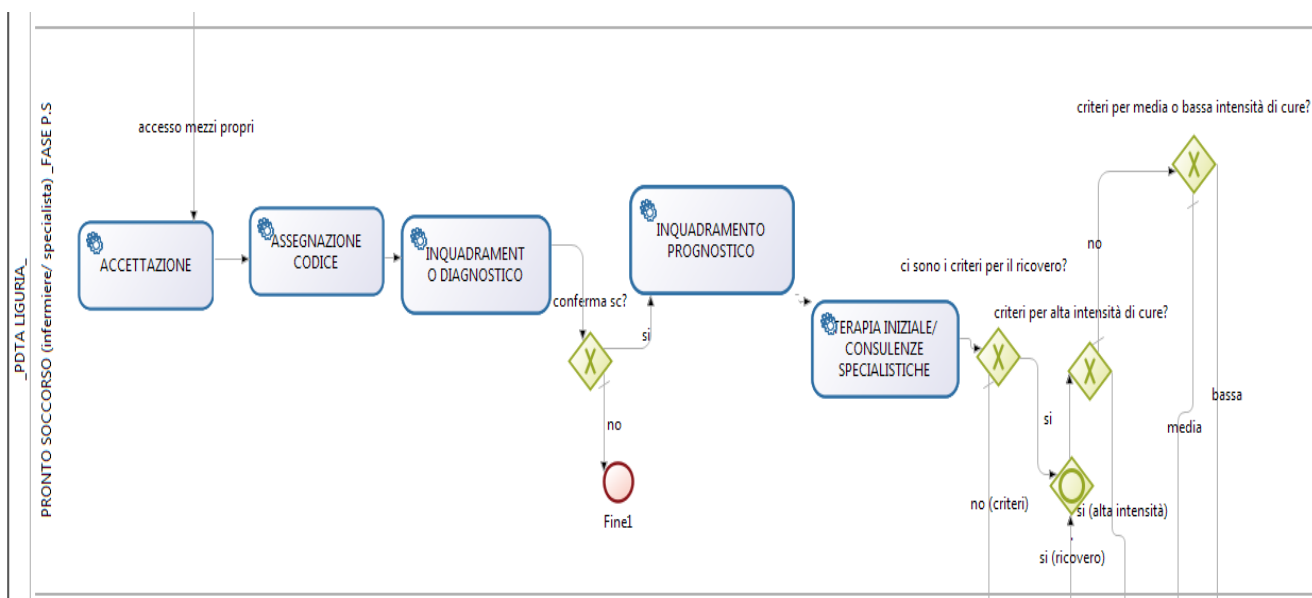 _PDTA LIGURIA_
PRONTO SOCCORSO (infermiere/ specialista) _FASE P.S
accesso mezzi propri
ACCETTAZIONE
ASSEGNAZIONE
CODICE
INQUADRAMENT
O DIAGNOSTICO
conferma sc?
si
no
Fine1
INQUADRAMENTO
PROGNOSTICO
TERAPIA INIZIALE/
CONSULENZE
SPECIALISTICHE
ci sono i criteri per il ricovero?
si
no (criteri)
si (ricovero)
criteri per alta intensità di cure?
si (alta intensità)
no
criteri per media o bassa intensità di cure?
media
bassa